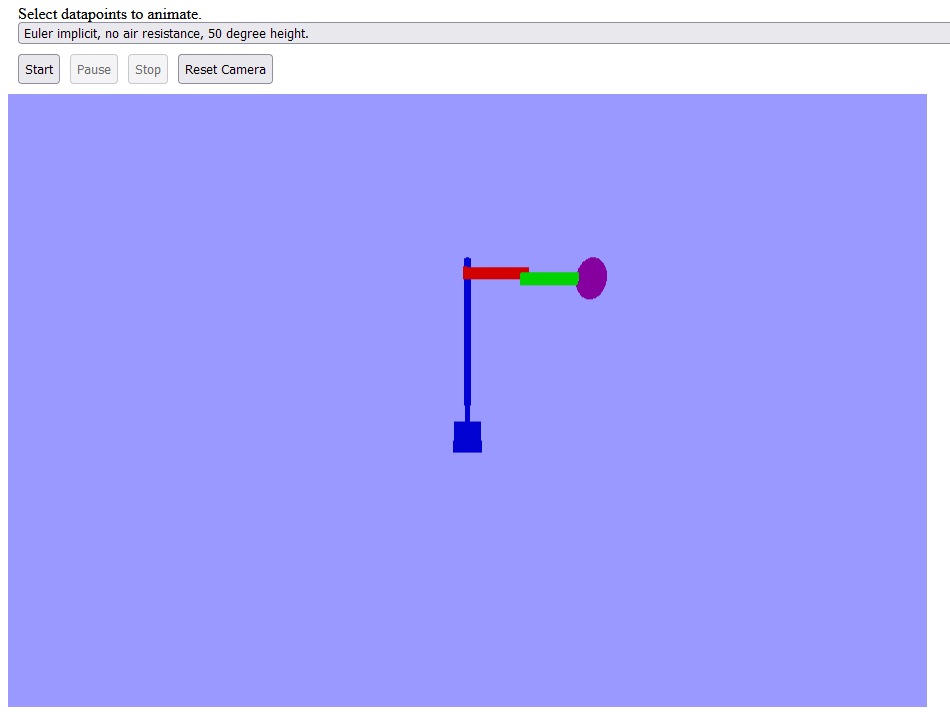 Select datapoints to animate.
Euler implicit, no air resistance, 50 degree height.
Start Pause Stop Reset Camera